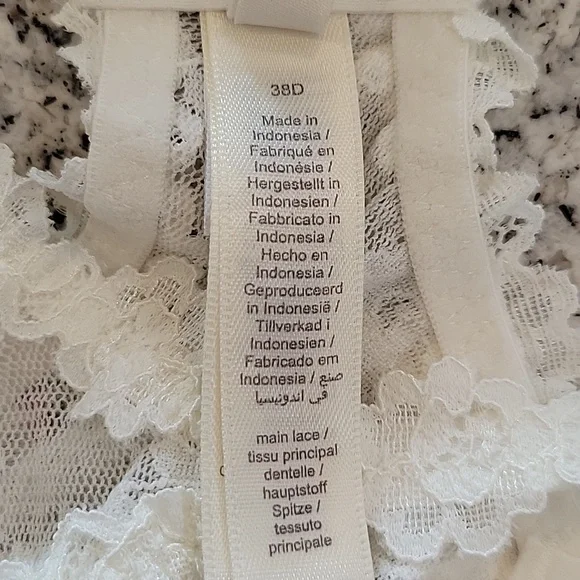 38D
Made in
Indonesia /
Fabriqué en
Indonésie /
Hergestellt in
Indonesien /
Fabbricato in
Indonesia /
Hecho en
Indonesia /
Geproduceerd
in Indonesië /
Tillverkad i
Indonesien /
Fabricado em
Indonesia / صنع
في اندونيسيا
main lace /
tissu principal
dentelle /
hauptstoff
Spitze /
tessuto
principale